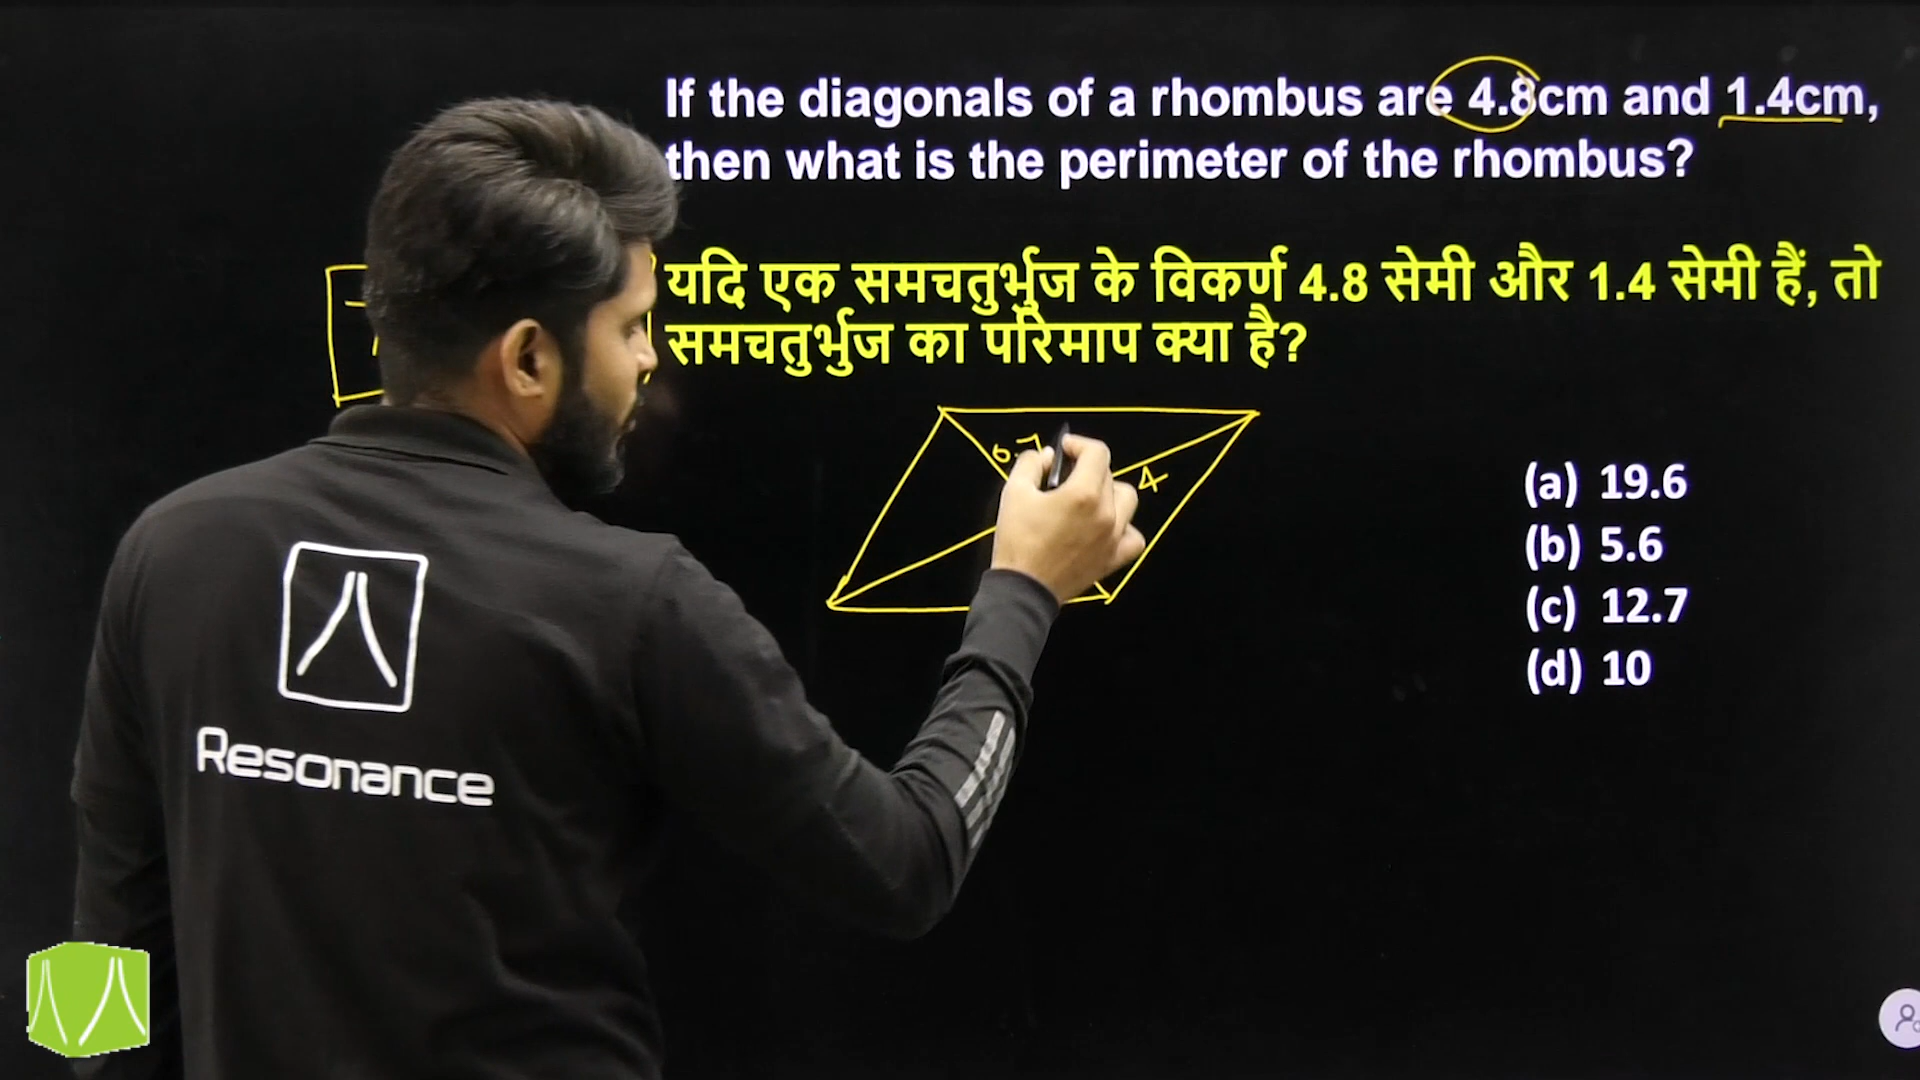 If the diagonals of a rhombus are 4.8cm and 1.4cm,
then what is the perimeter of the rhombus?
यदि एक समचतुर्भुज के विकर्ण 4.8 सेमी और 1.4 सेमी हैं, तो
समचतुर्भुज का परिमाप क्या है?
4
(a) 19.6
(b) 5.6
(c) 12.7
(d) 10
Resonance